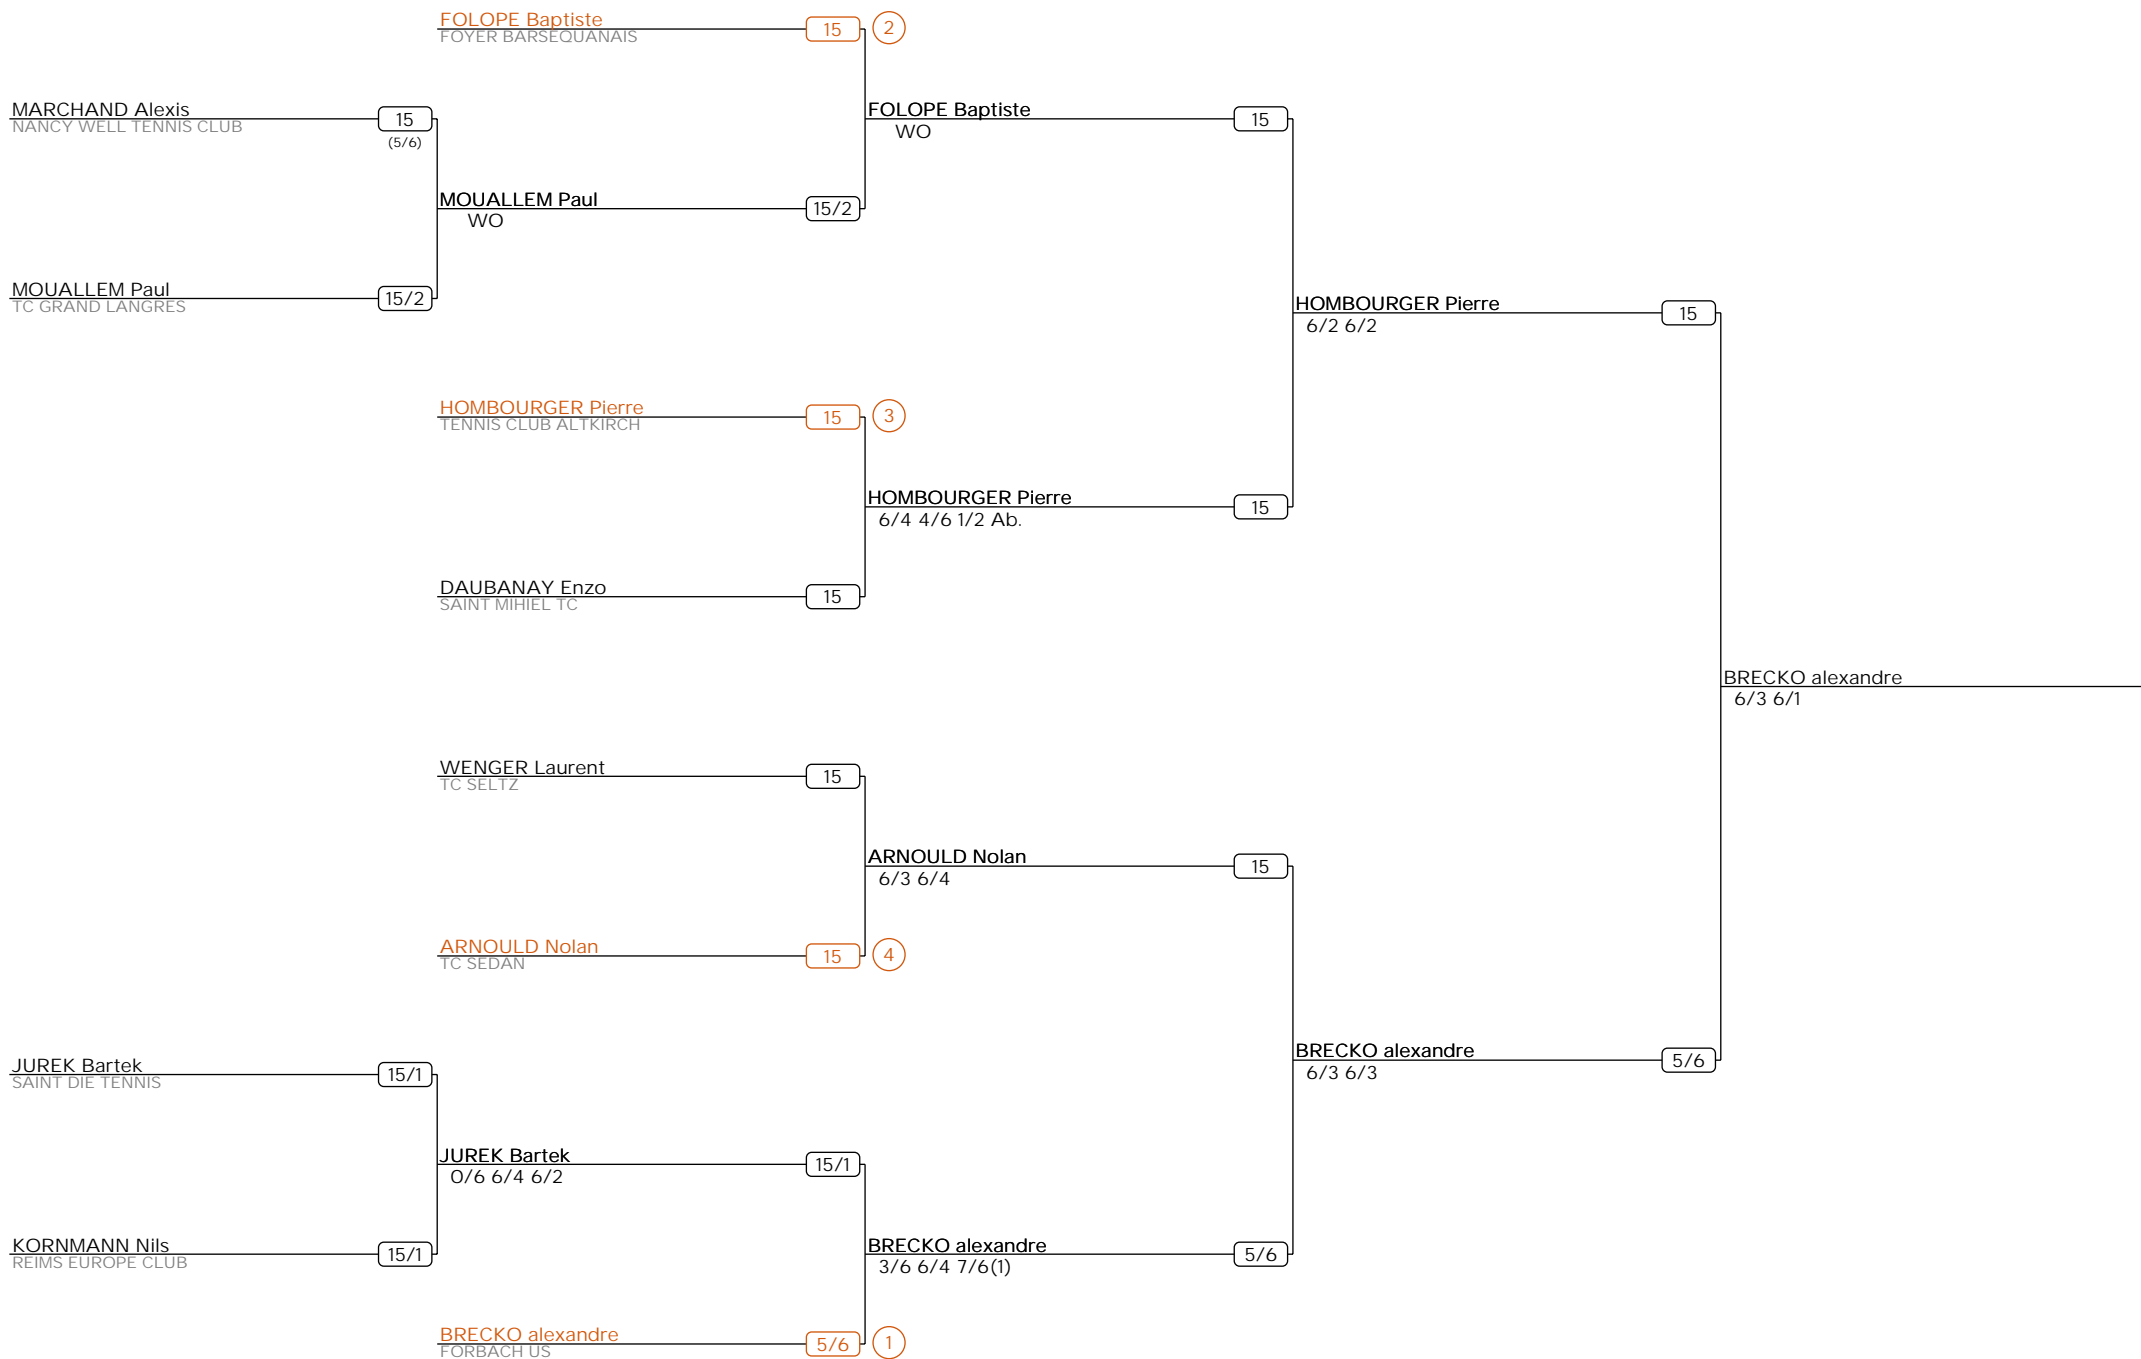 FOLOPE Baptiste
FOYER BARSEQUANAIS
15
2
MARCHAND Alexis
NANCY WELL TENNIS CLUB
15
(5/6)
FOLOPE Baptiste
WO
15
MOUALLEM Paul
WO
15/2
MOUALLEM Paul
TC GRAND LANGRES
15/2
HOMBOURGER Pierre
6/2 6/2
15
HOMBOURGER Pierre
TENNIS CLUB ALTKIRCH
15
3
HOMBOURGER Pierre
6/4 4/6 1/2 Ab.
15
DAUBANAY Enzo
SAINT MIHIEL TC
15
BRECKO alexandre
6/3 6/1
WENGER Laurent
TC SELTZ
15
ARNOULD Nolan
6/3 6/4
15
ARNOULD Nolan
TC SEDAN
15
4
BRECKO alexandre
6/3 6/3
5/6
JUREK Bartek
SAINT DIE TENNIS
15/1
JUREK Bartek
0/6 6/4 6/2
15/1
KORNMANN Nils
REIMS EUROPE CLUB
15/1
BRECKO alexandre
3/6 6/4 7/6(1)
5/6
BRECKO alexandre
FORBACH US
5/6
1